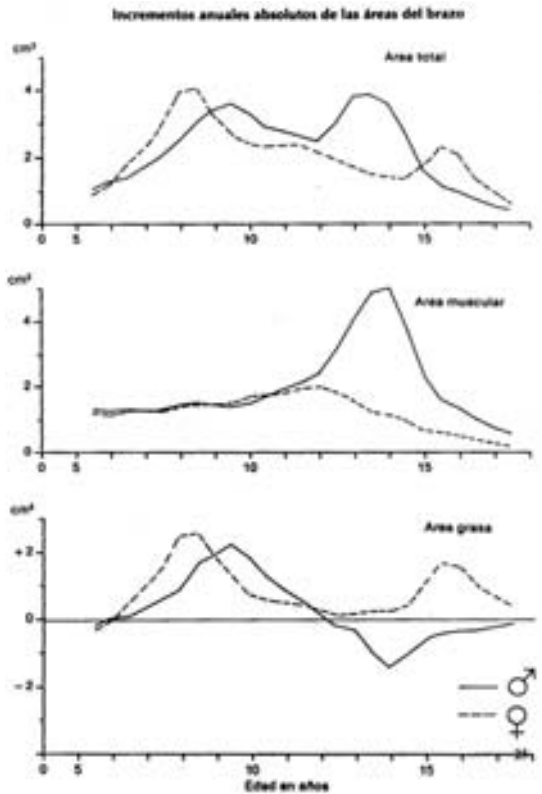 Incrementos anuales absolutos de las áreas del brazo
cm²
Area total
4
2
0
0 5 10 15
cm²
Area muscular
4
2
0
0 5 10 15
cm²
Area grasa
+2
0
−2
♂
♀
0 5 10 15
Edad en años